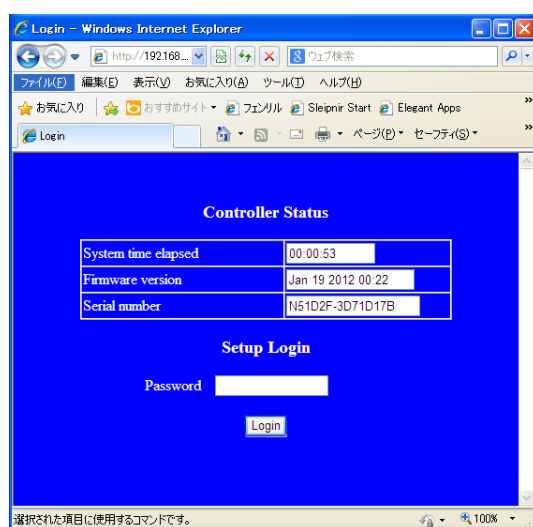 Login - Windows Internet Explorer
http://192.168... ウェブ検索
ファイル(F) 編集(E) 表示(V) お気に入り(A) ツール(T) ヘルプ(H)
お気に入り おすすめサイト フェンリル Sleipnir Start Elegant Apps »
Login ページ(P) セーフティ(S) »
Controller Status
System time elapsed 00:00:53
Firmware version Jan 19 2012 00:22
Serial number N51D2F-3D71D17B
Setup Login
Password
Login
選択された項目に使用するコマンドです。 100%